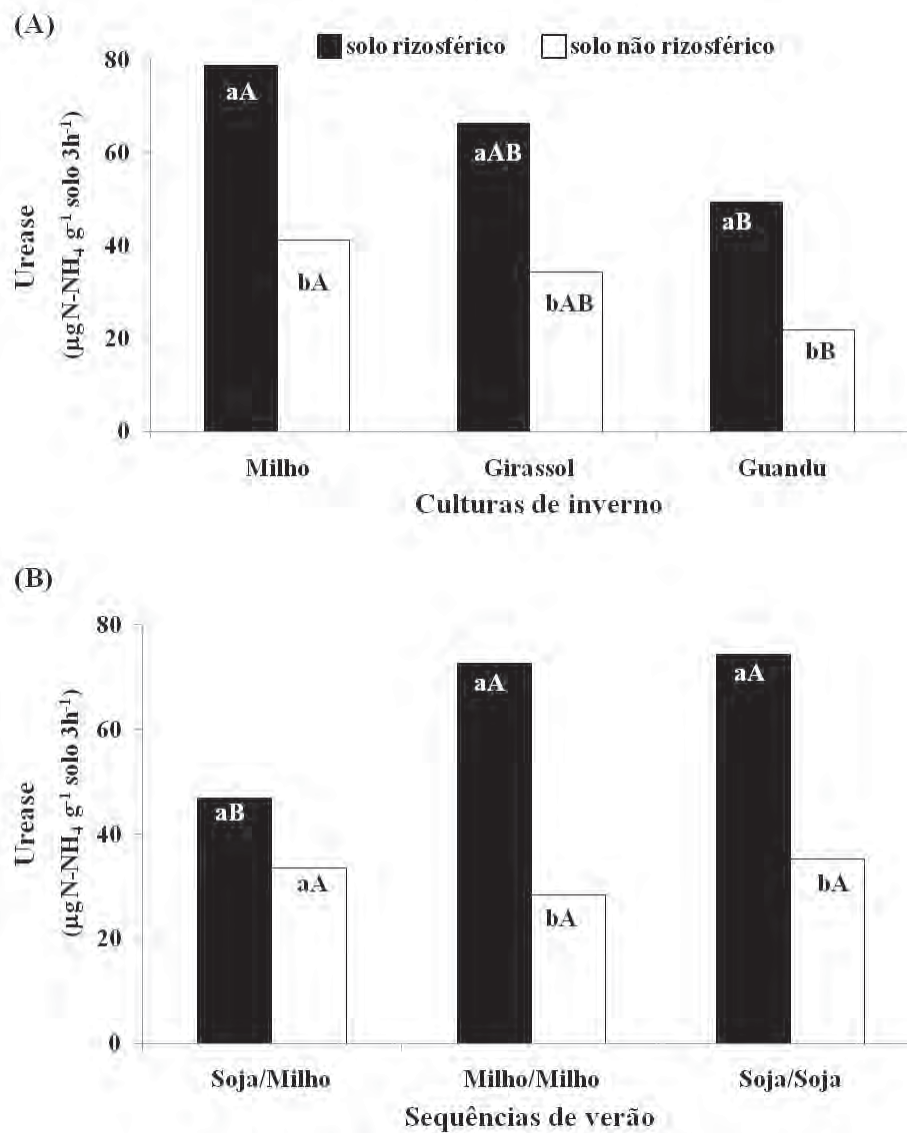 (A)
solo rizosférico solo não rizosférico
80
60
40
20
0
Urease
(µg N-NH₄ g⁻¹ solo 3h⁻¹)
aA
bA
aAB
bAB
aB
bB
Milho Girassol Guandu
Culturas de inverno
(B)
80
60
40
20
0
Urease
(µg N-NH₄ g⁻¹ solo 3h⁻¹)
aB
aA
aA
bA
aA
bA
Soja/Milho Milho/Milho Soja/Soja
Sequências de verão